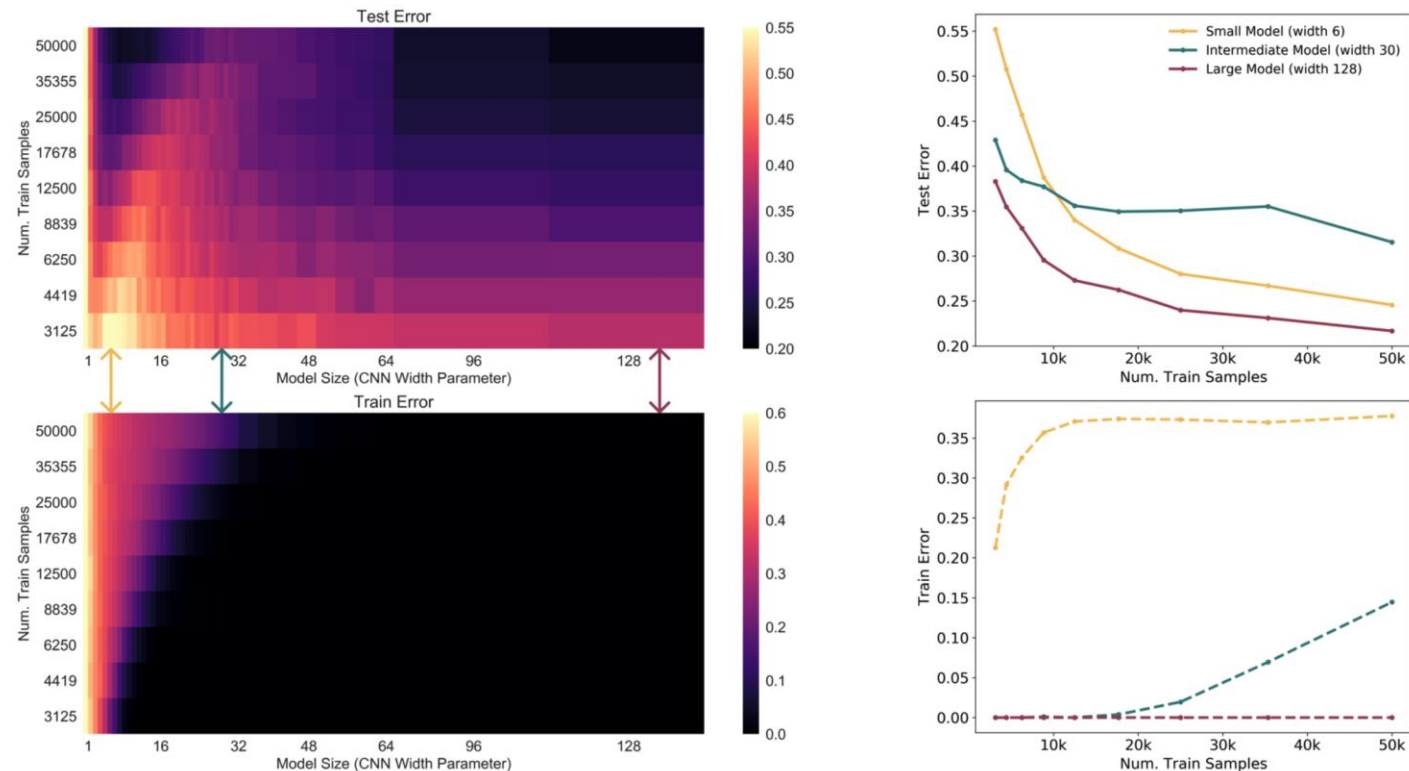 Test Error
Num. Train Samples
50000
35355
25000
17678
12500
8839
6250
4419
3125
1 16 32 48 64 96 128
Model Size (CNN Width Parameter)
0.55
0.50
0.45
0.40
0.35
0.30
0.25
0.20
Train Error
Num. Train Samples
50000
35355
25000
17678
12500
8839
6250
4419
3125
1 16 32 48 64 96 128
Model Size (CNN Width Parameter)
0.6
0.5
0.4
0.3
0.2
0.1
0.0
Test Error
0.55
0.50
0.45
0.40
0.35
0.30
0.25
0.20
Small Model (width 6)
Intermediate Model (width 30)
Large Model (width 128)
10k 20k 30k 40k 50k
Num. Train Samples
Train Error
0.35
0.30
0.25
0.20
0.15
0.10
0.05
0.00
10k 20k 30k 40k 50k
Num. Train Samples